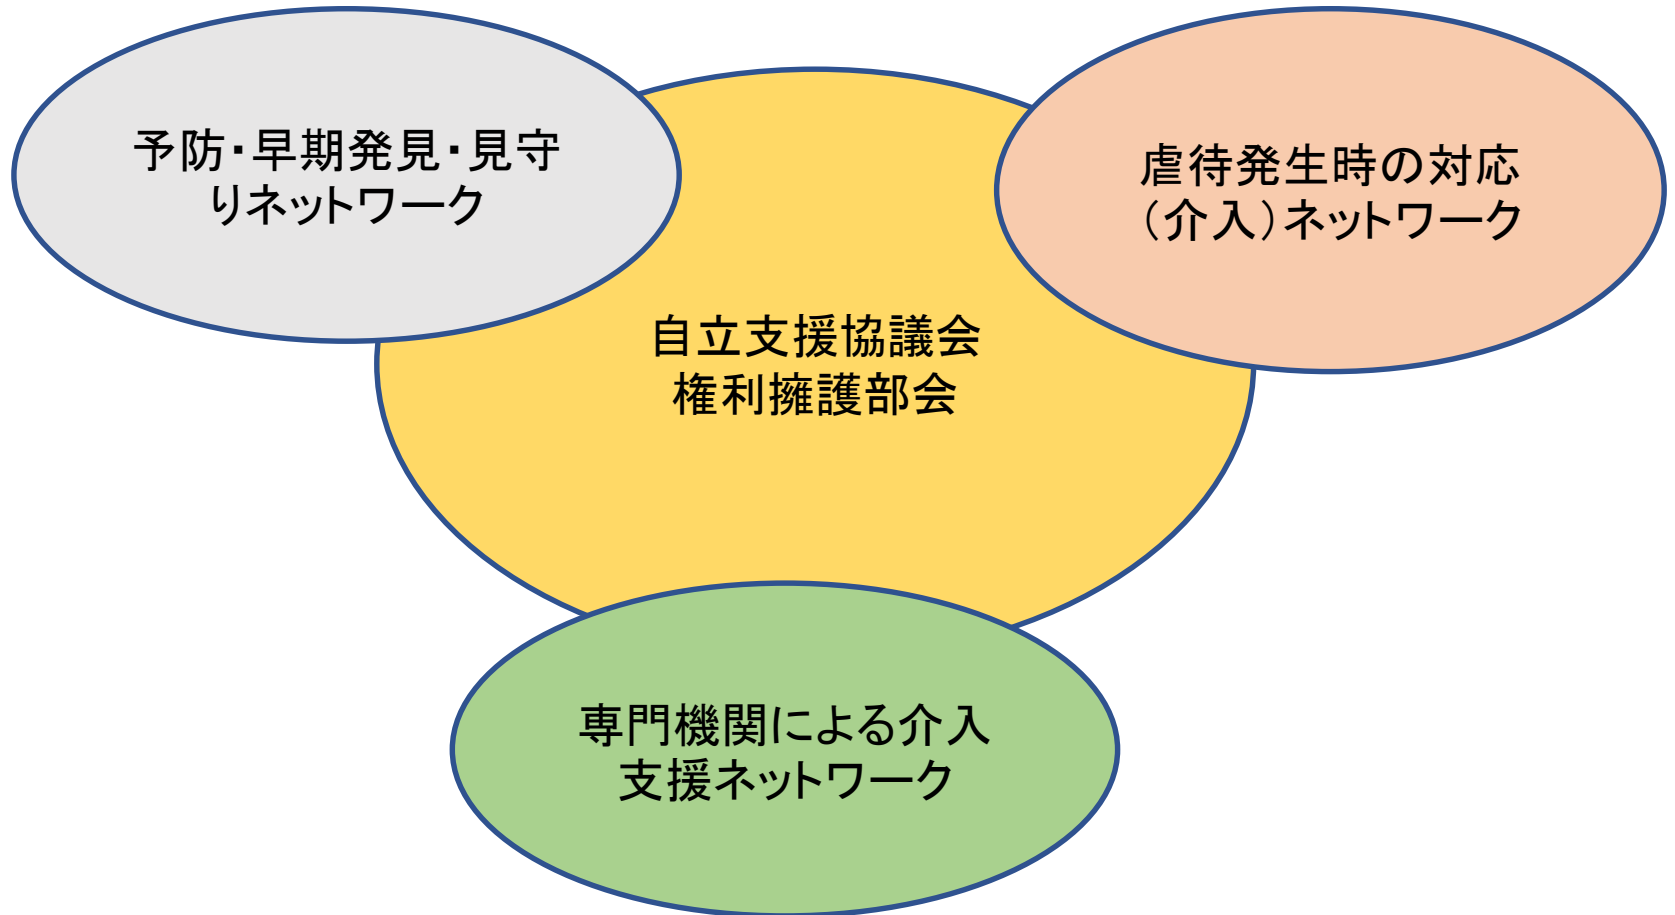 予防・早期発見・見守
りネットワーク
虐待発生時の対応
（介入）ネットワーク
自立支援協議会
権利擁護部会
専門機関による介入
支援ネットワーク